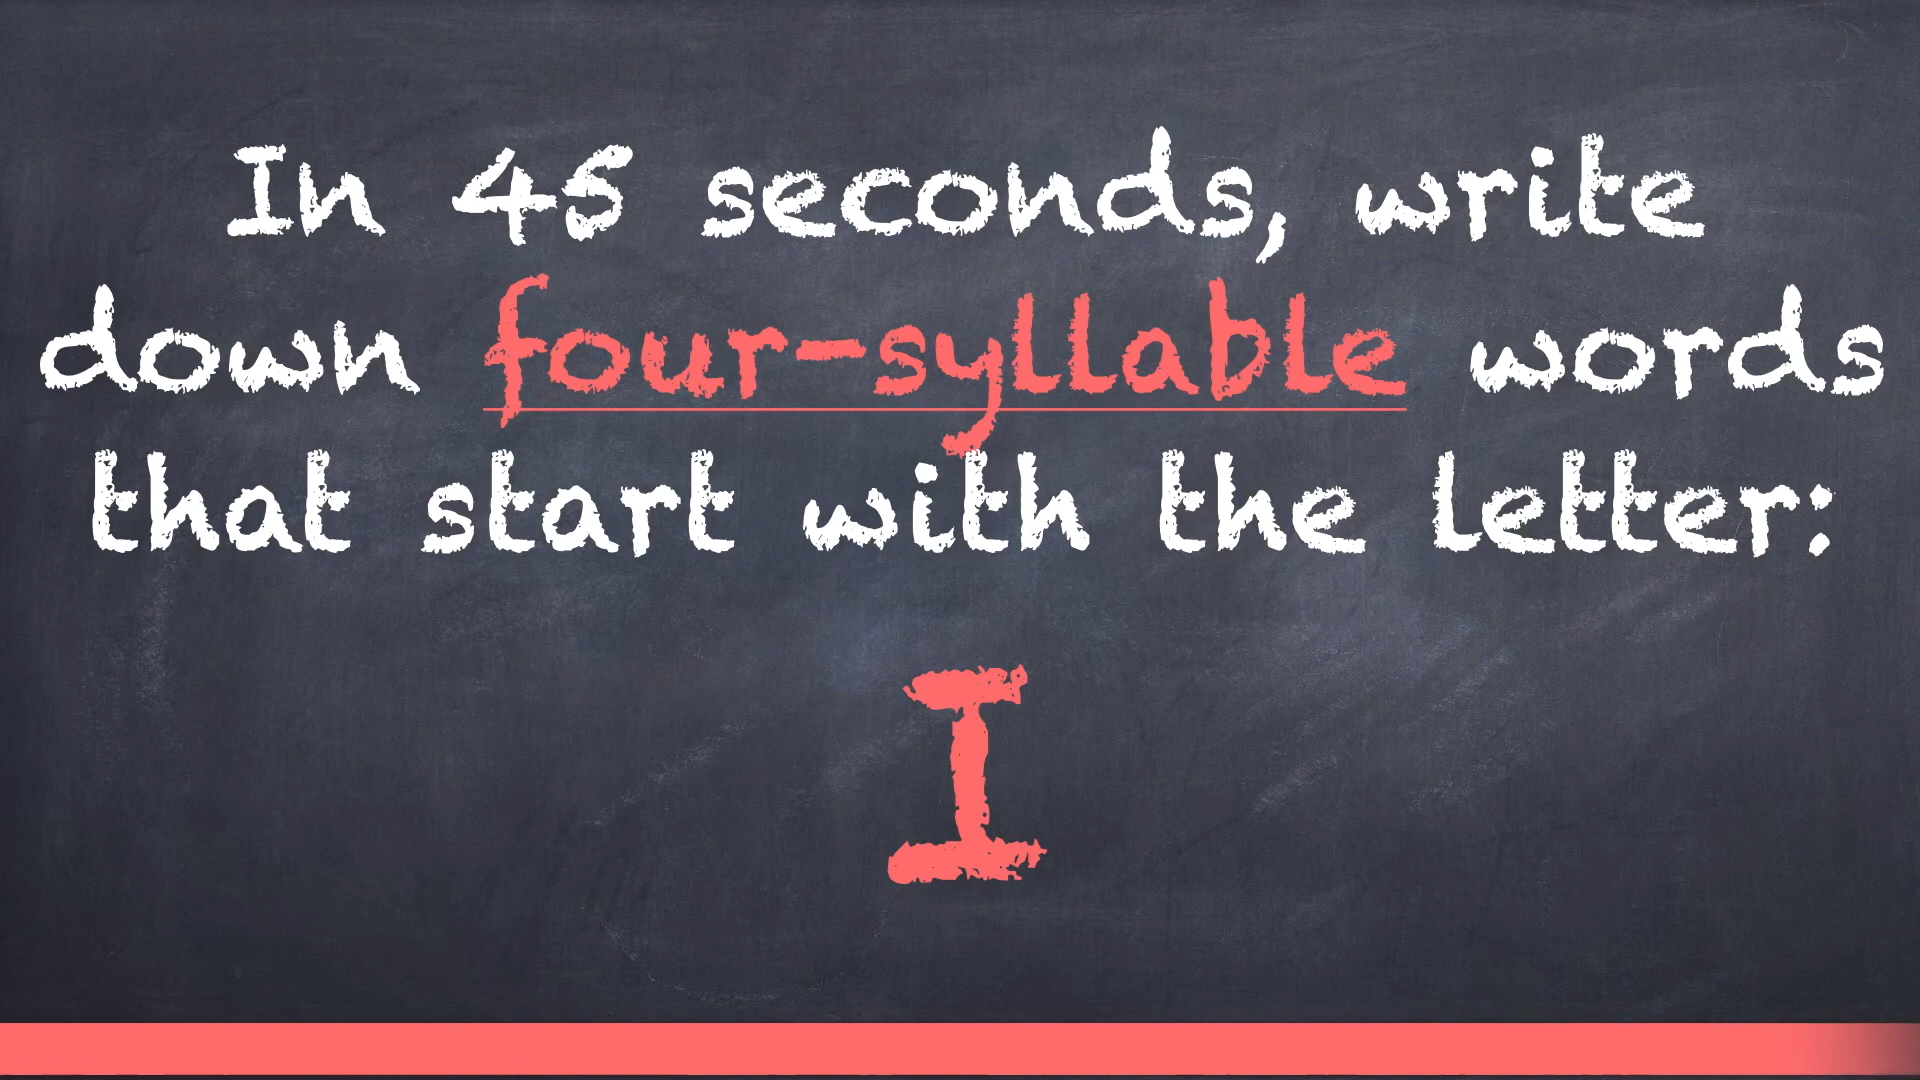 In 45 seconds, write
down four-syllable words
that start with the letter:
I